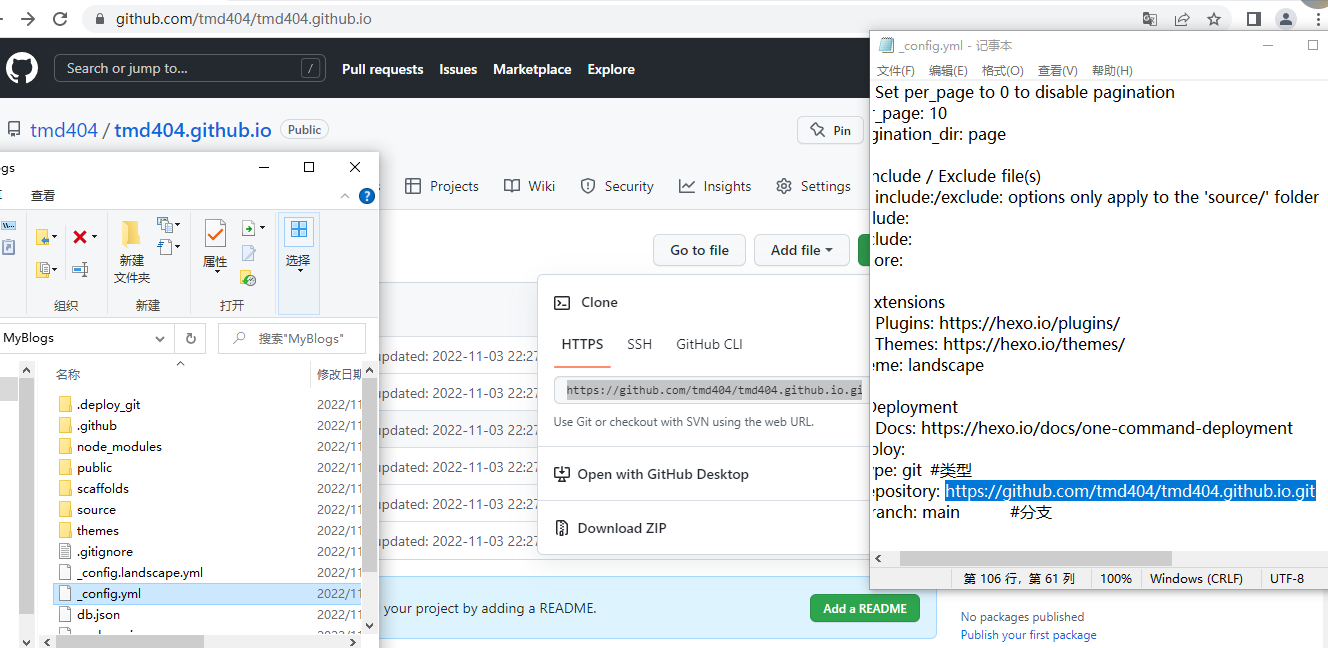 github.com/tmd404/tmd404.github.io
Search or jump to...
/
Pull requests
Issues
Marketplace
Explore
tmd404 / tmd404.github.io
Public
Pin
Projects
Wiki
Security
Insights
Settings
Go to file
Add file
Clone
HTTPS
SSH
GitHub CLI
https://github.com/tmd404/tmd404.github.io.gi
Use Git or checkout with SVN using the web URL.
Open with GitHub Desktop
Download ZIP
updated: 2022-11-03 22:27
updated: 2022-11-03 22:27
updated: 2022-11-03 22:27
updated: 2022-11-03 22:27
updated: 2022-11-03 22:27
updated: 2022-11-03 22:27
your project by adding a README.
Add a README
No packages published
Publish your first package
gs
查看
?
新建
文件夹
属性
选择
组织
新建
打开
MyBlogs
搜索"MyBlogs"
名称
修改日期
.deploy_git 2022/11
.github 2022/11
node_modules 2022/11
public 2022/11
scaffolds 2022/11
source 2022/11
themes 2022/11
.gitignore 2022/11
_config.landscape.yml 2022/11
_config.yml 2022/11
db.json 2022/11
_config.yml - 记事本
文件(F) 编辑(E) 格式(O) 查看(V) 帮助(H)
Set per_page to 0 to disable pagination
r_page: 10
gination_dir: page
nclude / Exclude file(s)
include:/exclude: options only apply to the 'source/' folder
lude:
clude:
ore:
xtensions
Plugins: https://hexo.io/plugins/
Themes: https://hexo.io/themes/
eme: landscape
Deployment
Docs: https://hexo.io/docs/one-command-deployment
ploy:
ype: git #类型
epository: https://github.com/tmd404/tmd404.github.io.git
ranch: main #分支
第 106 行，第 61 列
100%
Windows (CRLF)
UTF-8